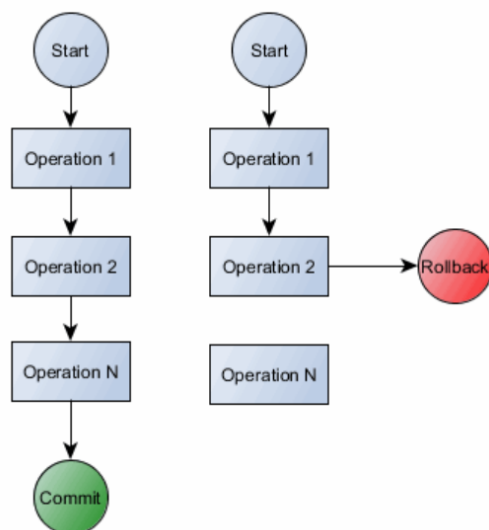 Start
Operation 1
Operation 2
Operation N
Commit
Start
Operation 1
Operation 2
Rollback
Operation N